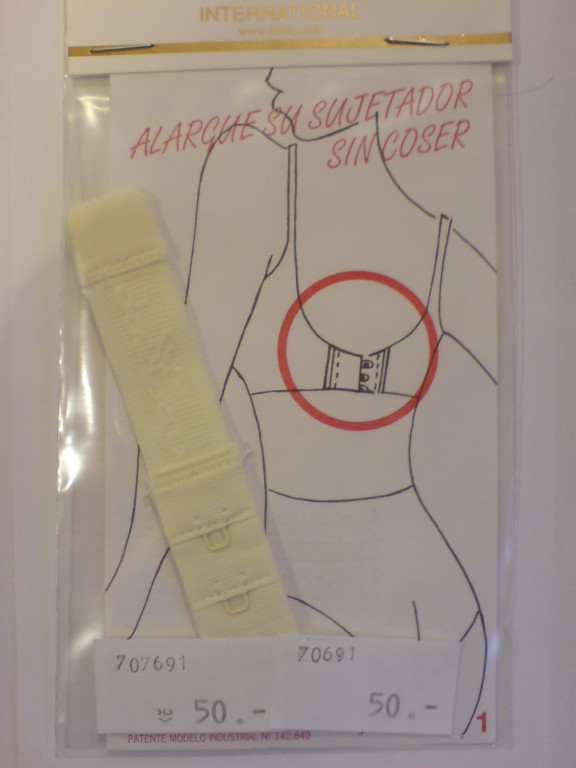 INTERNATIONAL
ALARGUE SU SUJETADOR
SIN COSER
707691
70691
50.-
50.-
1
PATENTE MODELO INDUSTRIAL Nº 142.849